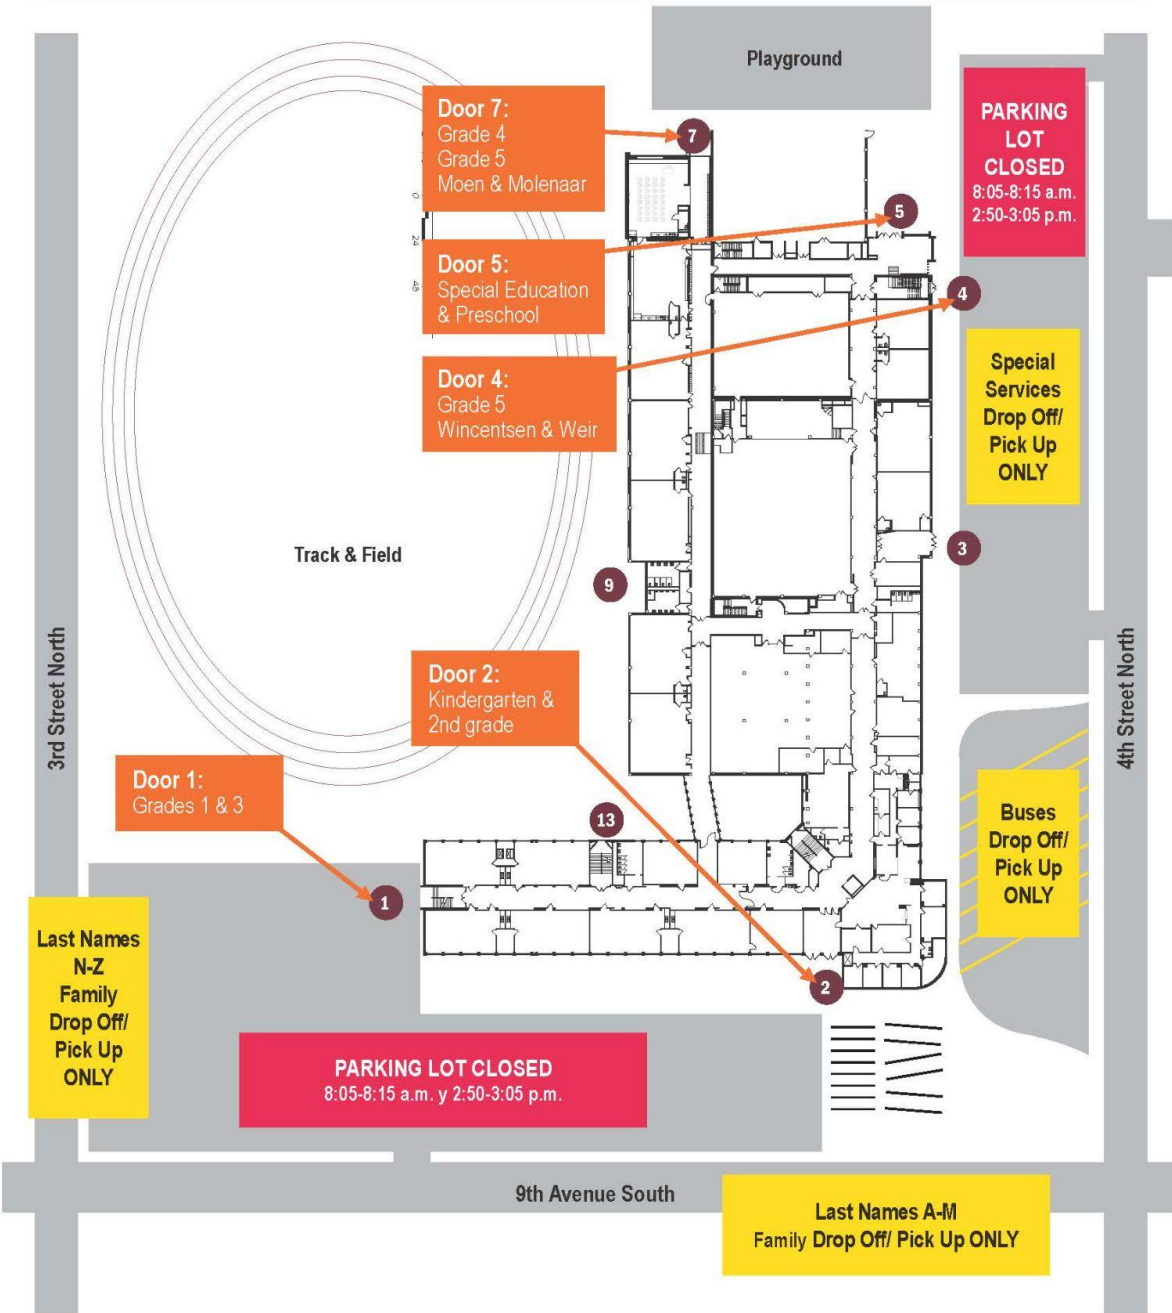 Playground
PARKING
LOT
CLOSED
8:05-8:15 a.m.
2:50-3:05 p.m.
Door 7:
Grade 4
Grade 5
Moen & Molenaar
7
0
24
48
5
Door 5:
Special Education
& Preschool
4
Door 4:
Grade 5
Wincentsen & Weir
Special
Services
Drop Off/
Pick Up
ONLY
Track & Field
3
9
3rd Street North
4th Street North
Door 2:
Kindergarten &
2nd grade
Door 1:
Grades 1 & 3
13
Buses
Drop Off/
Pick Up
ONLY
1
2
Last Names
N-Z
Family
Drop Off/
Pick Up
ONLY
PARKING LOT CLOSED
8:05-8:15 a.m. y 2:50-3:05 p.m.
9th Avenue South
Last Names A-M
Family Drop Off/ Pick Up ONLY